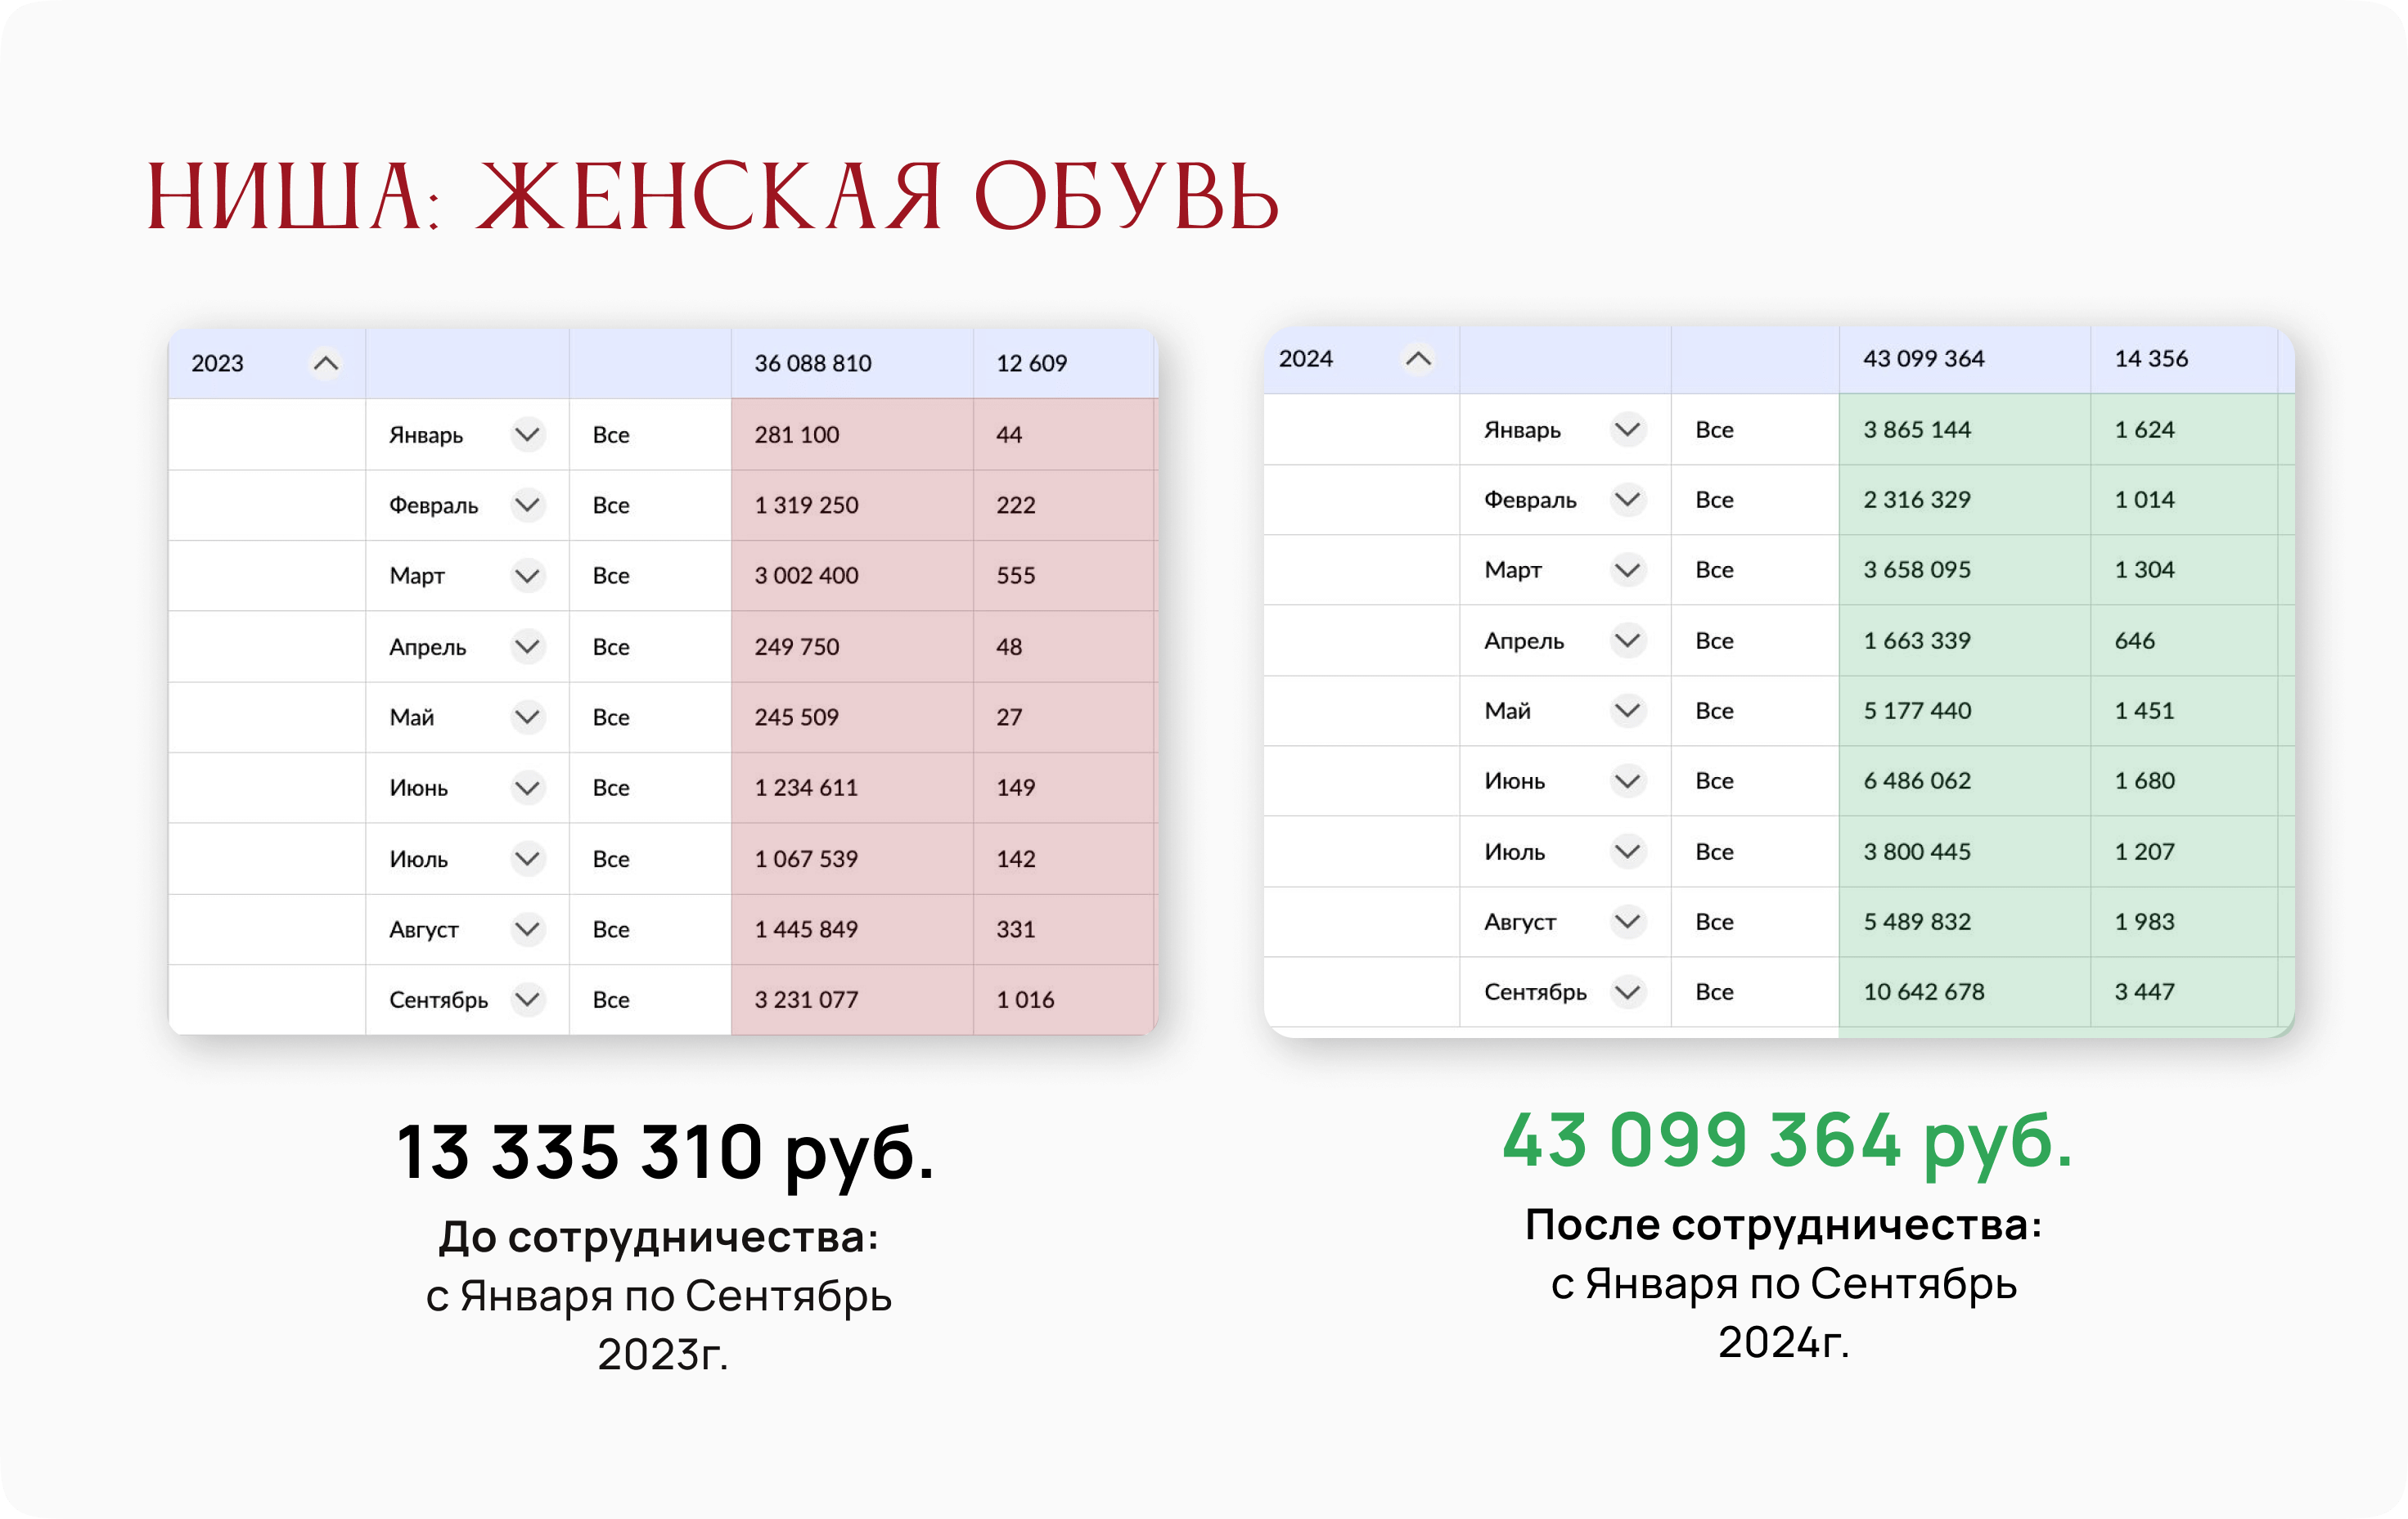 НИША: ЖЕНСКАЯ ОБУВЬ
2023 36 088 810 12 609
Январь Все 281 100 44
Февраль Все 1 319 250 222
Март Все 3 002 400 555
Апрель Все 249 750 48
Май Все 245 509 27
Июнь Все 1 234 611 149
Июль Все 1 067 539 142
Август Все 1 445 849 331
Сентябрь Все 3 231 077 1 016
13 335 310 руб.
До сотрудничества:
с Января по Сентябрь
2023г.
2024 43 099 364 14 356
Январь Все 3 865 144 1 624
Февраль Все 2 316 329 1 014
Март Все 3 658 095 1 304
Апрель Все 1 663 339 646
Май Все 5 177 440 1 451
Июнь Все 6 486 062 1 680
Июль Все 3 800 445 1 207
Август Все 5 489 832 1 983
Сентябрь Все 10 642 678 3 447
43 099 364 руб.
После сотрудничества:
с Января по Сентябрь
2024г.